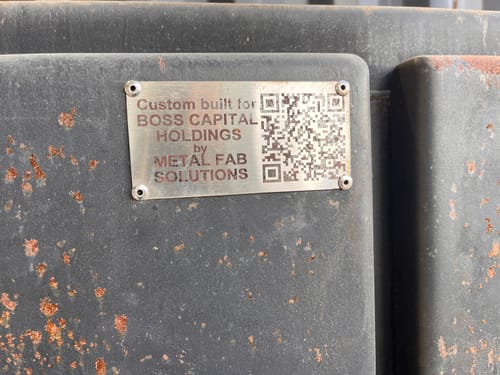 Custom built for
BOSS CAPITAL
HOLDINGS
by
METAL FAB
SOLUTIONS